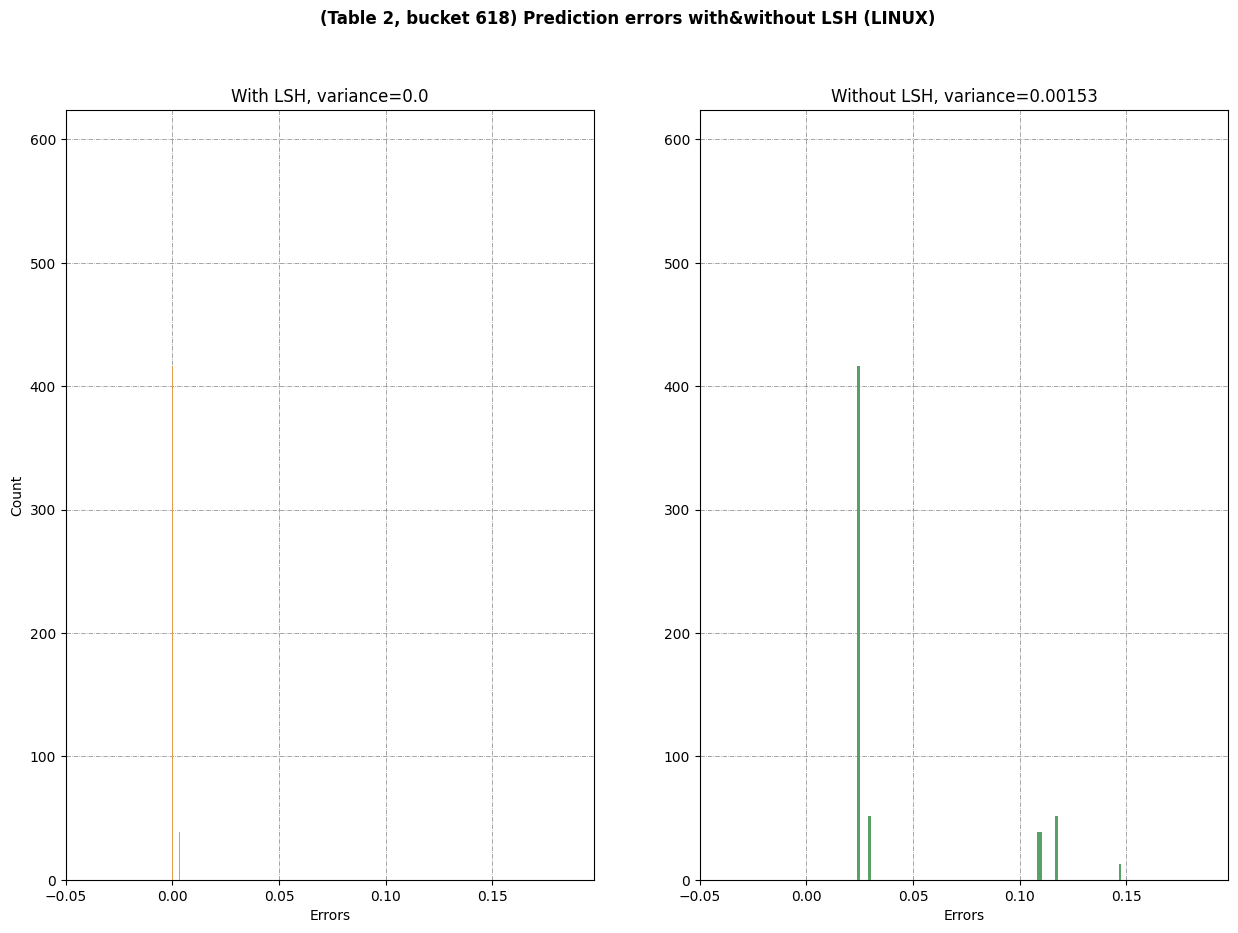 (Table 2, bucket 618) Prediction errors with&without LSH (LINUX)
With LSH, variance=0.0
600
500
400
300
200
100
0
Count
−0.05 0.00 0.05 0.10 0.15
Errors
Without LSH, variance=0.00153
600
500
400
300
200
100
0
−0.05 0.00 0.05 0.10 0.15
Errors